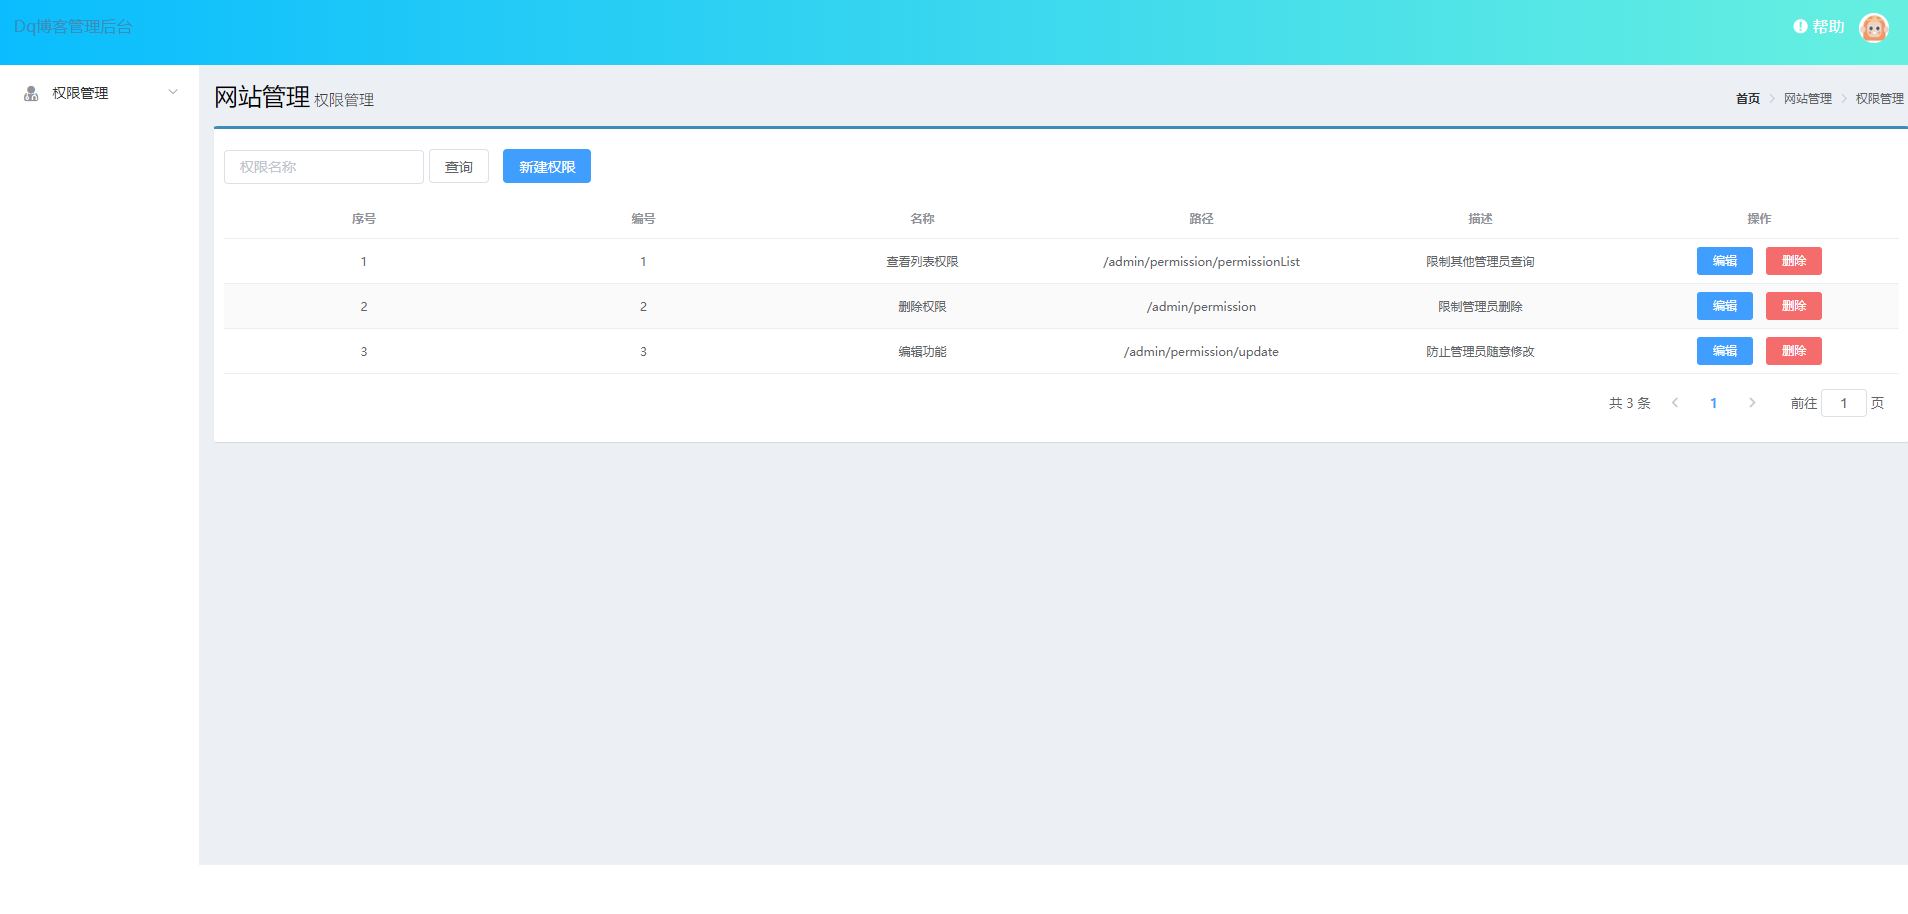 Dq博客管理后台 帮助
权限管理
网站管理 权限管理 首页 网站管理 权限管理
权限名称 查询 新建权限
序号 编号 名称 路径 描述 操作
1 1 查看列表权限 /admin/permission/permissionList 限制其他管理员查询 编辑 删除
2 2 删除权限 /admin/permission 限制管理员删除 编辑 删除
3 3 编辑功能 /admin/permission/update 防止管理员随意修改 编辑 删除
共 3 条 1 前往 1 页